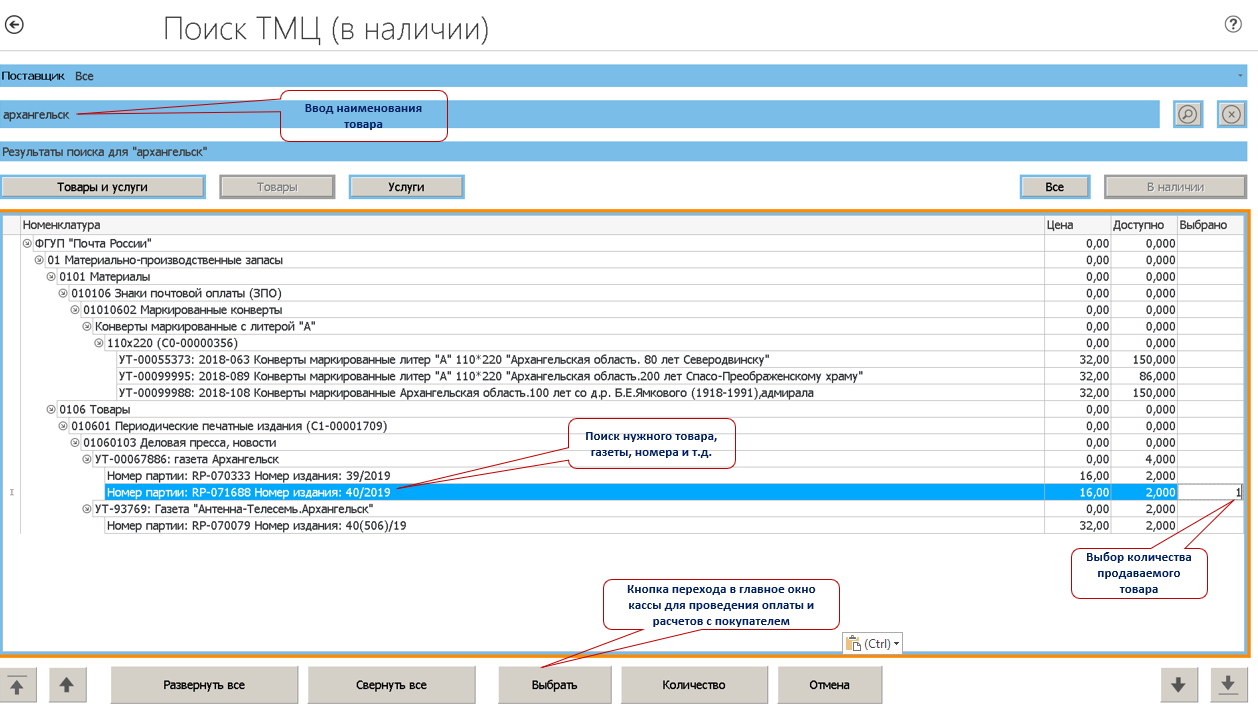 Поиск ТМЦ (в наличии)
?
Поставщик Все
архангельск
Ввод наименования
товара
Результаты поиска для "архангельск"
Товары и услуги Товары Услуги Все В наличии
Номенклатура Цена Доступно Выбрано
ФГУП "Почта России" 0,00 0,000
01 Материально-производственные запасы 0,00 0,000
0101 Материалы 0,00 0,000
010106 Знаки почтовой оплаты (ЗПО) 0,00 0,000
01010602 Маркированные конверты 0,00 0,000
Конверты маркированные с литерой "А" 0,00 0,000
110x220 (С0-00000356) 0,00 0,000
УТ-00055373: 2018-063 Конверты маркированные литер "А" 110*220 "Архангельская область. 80 лет Северодвинску" 32,00 150,000
УТ-00099995: 2018-089 Конверты маркированные литер "А" 110*220 "Архангельская область.200 лет Спасо-Преображенскому храму" 32,00 86,000
УТ-00099988: 2018-108 Конверты маркированные Архангельская область.100 лет со д.р. Б.Е.Ямкового (1918-1991),адмирала 32,00 150,000
0106 Товары 0,00 0,000
010601 Периодические печатные издания (С1-00001709) 0,00 0,000
01060103 Деловая пресса, новости 0,00 0,000
УТ-00067886: газета Архангельск 0,00 4,000
Номер партии: RP-070333 Номер издания: 39/2019 16,00 2,000
Номер партии: RP-071688 Номер издания: 40/2019 16,00 2,000 1
УТ-93769: Газета "Антенна-Телесемь.Архангельск" 0,00 2,000
Номер партии: RP-070079 Номер издания: 40(506)/19 32,00 2,000
Поиск нужного товара,
газеты, номера и т.д.
Выбор количества
продаваемого
товара
Кнопка перехода в главное окно
кассы для проведения оплаты и
расчетов с покупателем
(Ctrl)
Развернуть все Свернуть все Выбрать Количество Отмена